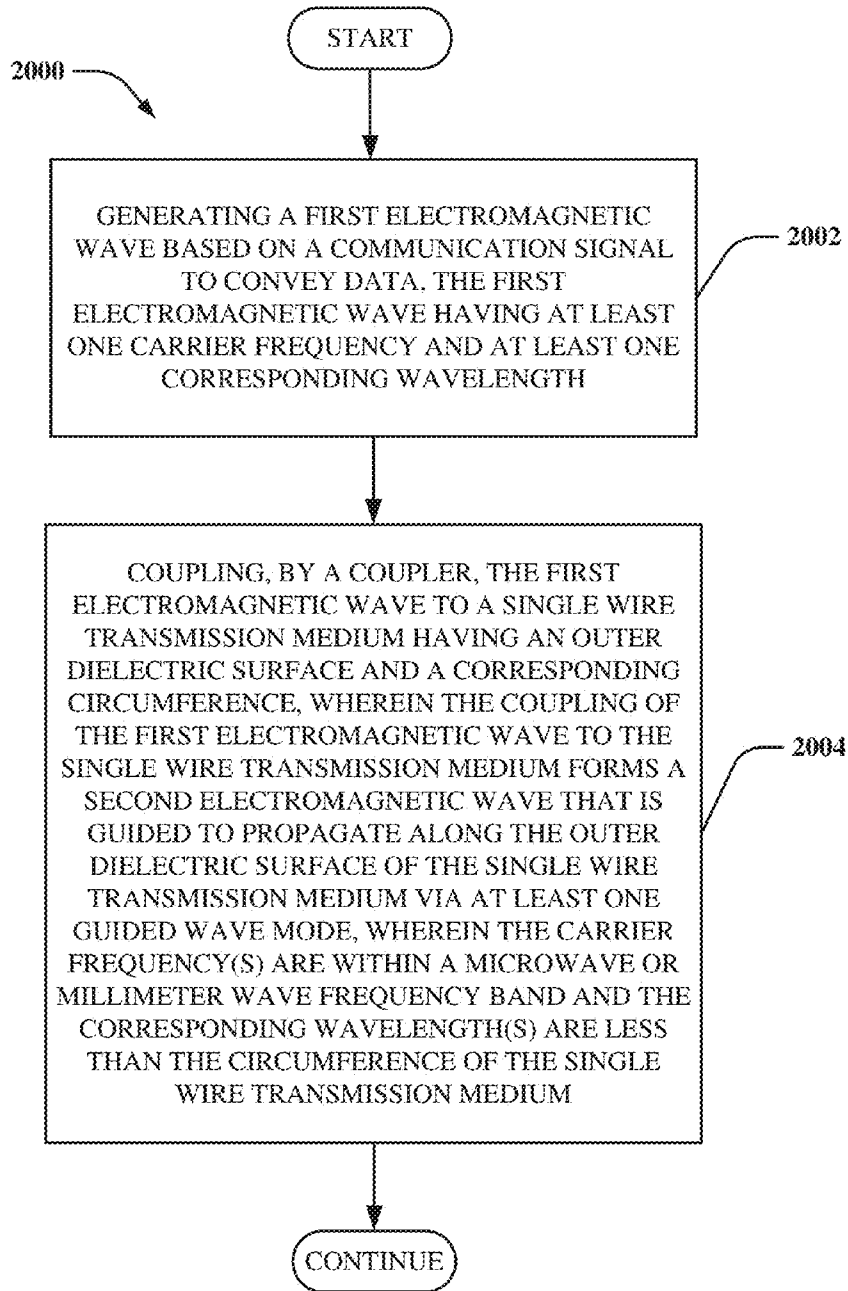 START
2000
GENERATING A FIRST ELECTROMAGNETIC
WAVE BASED ON A COMMUNICATION SIGNAL
TO CONVEY DATA, THE FIRST
ELECTROMAGNETIC WAVE HAVING AT LEAST
ONE CARRIER FREQUENCY AND AT LEAST ONE
CORRESPONDING WAVELENGTH
2002
COUPLING, BY A COUPLER, THE FIRST
ELECTROMAGNETIC WAVE TO A SINGLE WIRE
TRANSMISSION MEDIUM HAVING AN OUTER
DIELECTRIC SURFACE AND A CORRESPONDING
CIRCUMFERENCE, WHEREIN THE COUPLING OF
THE FIRST ELECTROMAGNETIC WAVE TO THE
SINGLE WIRE TRANSMISSION MEDIUM FORMS A
SECOND ELECTROMAGNETIC WAVE THAT IS
GUIDED TO PROPAGATE ALONG THE OUTER
DIELECTRIC SURFACE OF THE SINGLE WIRE
TRANSMISSION MEDIUM VIA AT LEAST ONE
GUIDED WAVE MODE, WHEREIN THE CARRIER
FREQUENCY(S) ARE WITHIN A MICROWAVE OR
MILLIMETER WAVE FREQUENCY BAND AND THE
CORRESPONDING WAVELENGTH(S) ARE LESS
THAN THE CIRCUMFERENCE OF THE SINGLE
WIRE TRANSMISSION MEDIUM
2004
CONTINUE